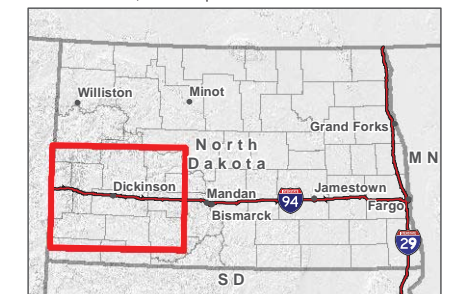 Williston
Minot
Grand Forks
North
Dakota
MN
Dickinson
Mandan
Jamestown
94
Fargo
Bismarck
29
SD